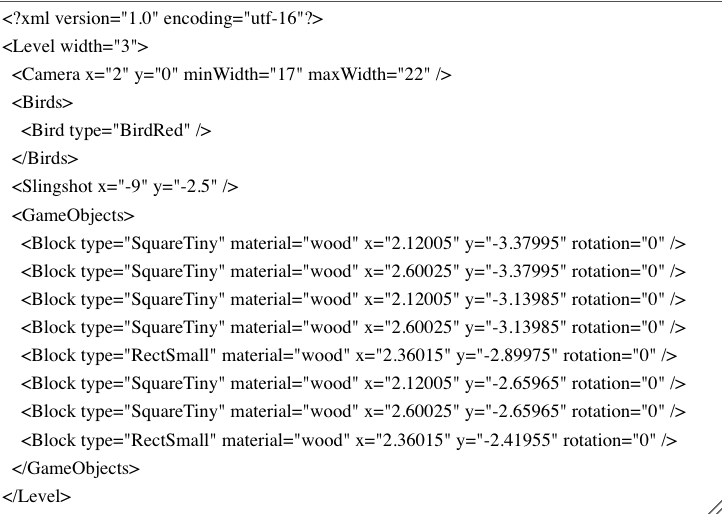 <?xml version="1.0" encoding="utf-16"?>
<Level width="3">
<Camera x="2" y="0" minWidth="17" maxWidth="22" />
<Birds>
<Bird type="BirdRed" />
</Birds>
<Slingshot x="-9" y="-2.5" />
<GameObjects>
<Block type="SquareTiny" material="wood" x="2.12005" y="-3.37995" rotation="0" />
<Block type="SquareTiny" material="wood" x="2.60025" y="-3.37995" rotation="0" />
<Block type="SquareTiny" material="wood" x="2.12005" y="-3.13985" rotation="0" />
<Block type="SquareTiny" material="wood" x="2.60025" y="-3.13985" rotation="0" />
<Block type="RectSmall" material="wood" x="2.36015" y="-2.89975" rotation="0" />
<Block type="SquareTiny" material="wood" x="2.12005" y="-2.65965" rotation="0" />
<Block type="SquareTiny" material="wood" x="2.60025" y="-2.65965" rotation="0" />
<Block type="RectSmall" material="wood" x="2.36015" y="-2.41955" rotation="0" />
</GameObjects>
</Level>